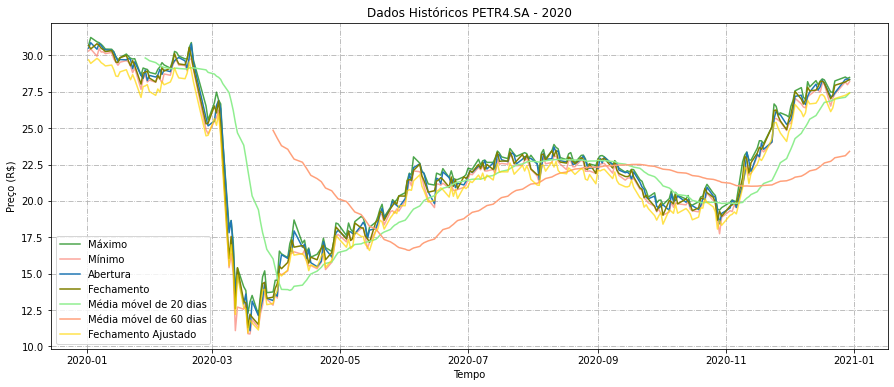 Dados Históricos PETR4.SA - 2020
Preço (R$)
30.0
27.5
25.0
22.5
20.0
17.5
15.0
12.5
10.0
Máximo
Mínimo
Abertura
Fechamento
Média móvel de 20 dias
Média móvel de 60 dias
Fechamento Ajustado
2020-01 2020-03 2020-05 2020-07 2020-09 2020-11 2021-01
Tempo